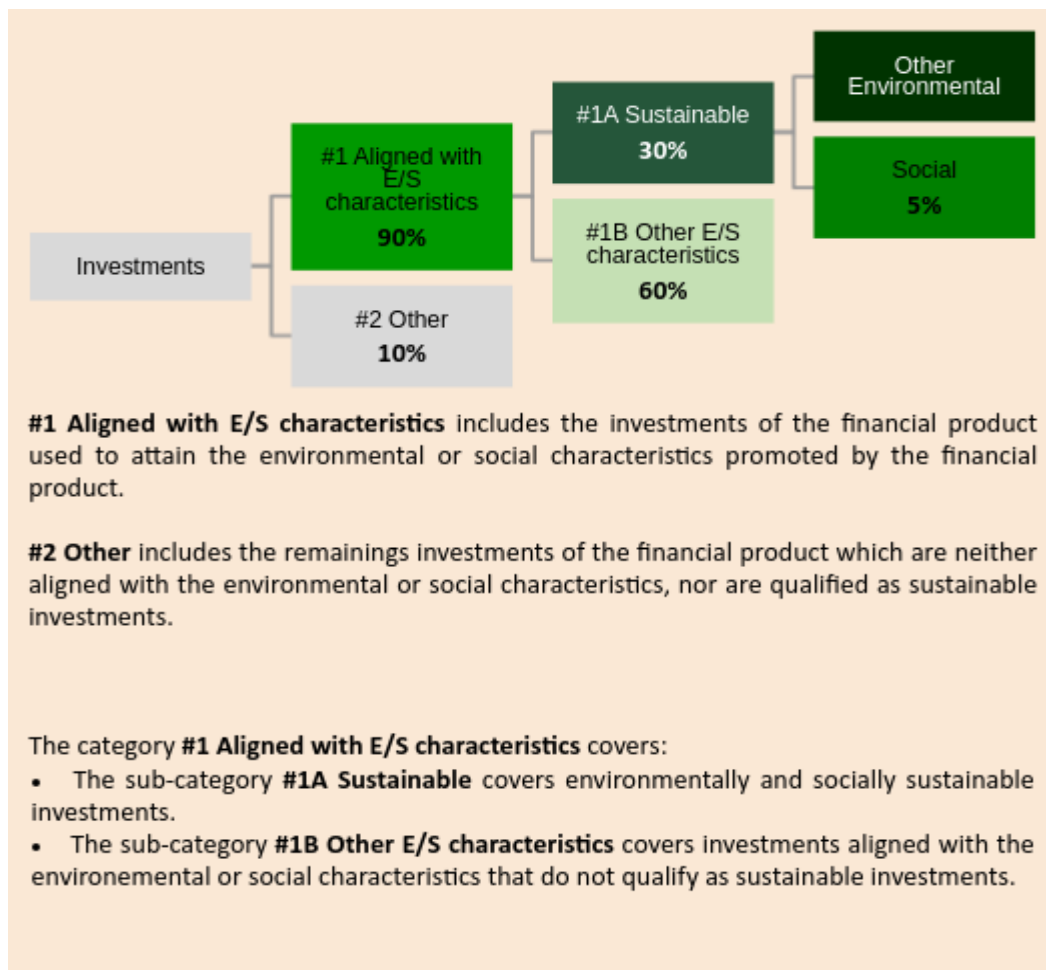 Other
Environmental
#1A Sustainable
30%
#1 Aligned with
E/S
characteristics
90%
Social
5%
#1B Other E/S
characteristics
60%
Investments
#2 Other
10%
#1 Aligned with E/S characteristics includes the investments of the financial product
used to attain the environmental or social characteristics promoted by the financial
product.
#2 Other includes the remainings investments of the financial product which are neither
aligned with the environmental or social characteristics, nor are qualified as sustainable
investments.
The category #1 Aligned with E/S characteristics covers:
• The sub-category #1A Sustainable covers environmentally and socially sustainable
investments.
• The sub-category #1B Other E/S characteristics covers investments aligned with the
environemental or social characteristics that do not qualify as sustainable investments.